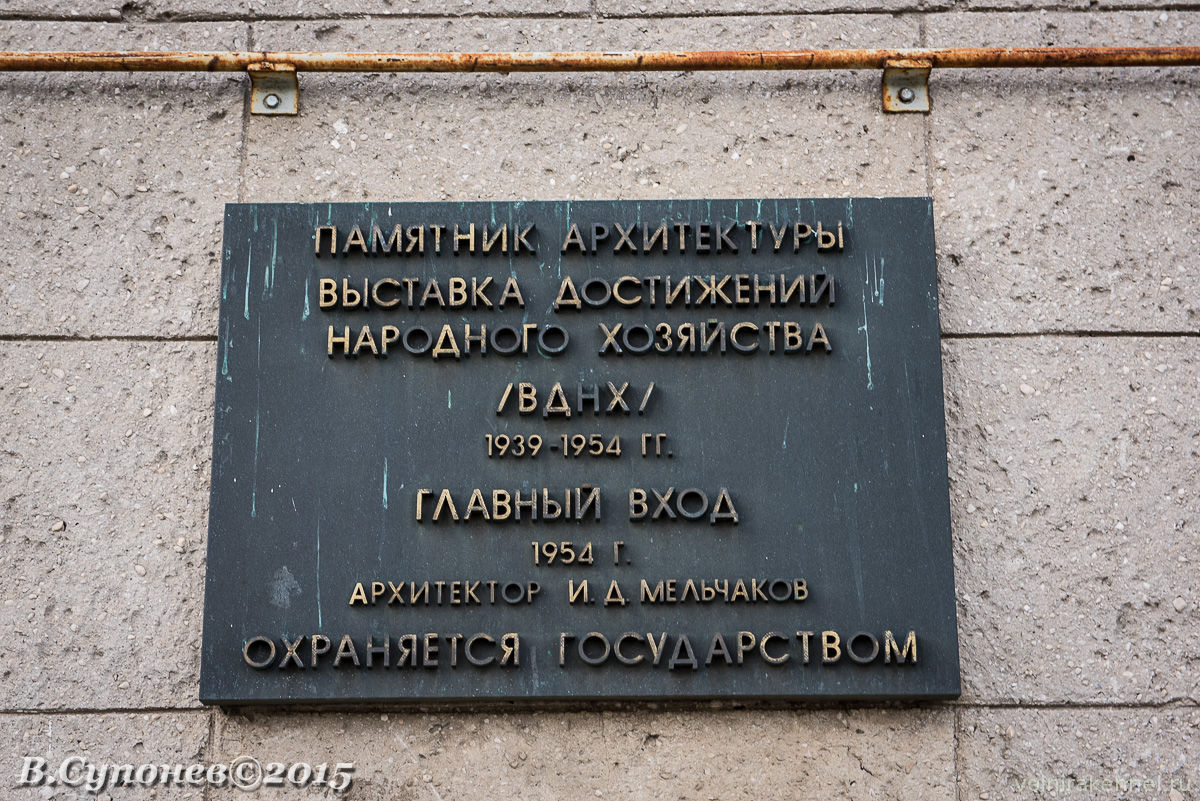 ПАМЯТНИК АРХИТЕКТУРЫ
ВЫСТАВКА ДОСТИЖЕНИЙ
НАРОДНОГО ХОЗЯЙСТВА
/ВДНХ/
1939-1954 ГГ.
ГЛАВНЫЙ ВХОД
1954 Г.
АРХИТЕКТОР И.Д.МЕЛЬЧАКОВ
ОХРАНЯЕТСЯ ГОСУДАРСТВОМ
В.Супонев©2015